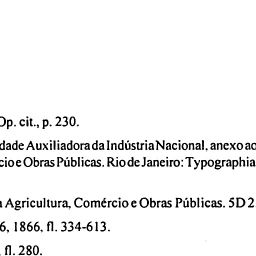 Op. cit., p. 230.
dade Auxiliadora da Indústria Nacional, anexo ao
cio e Obras Públicas. Rio de Janeiro: Typographia
Agricultura, Comércio e Obras Públicas. 5D 2
6, 1866, fl. 334-613.
, fl. 280.